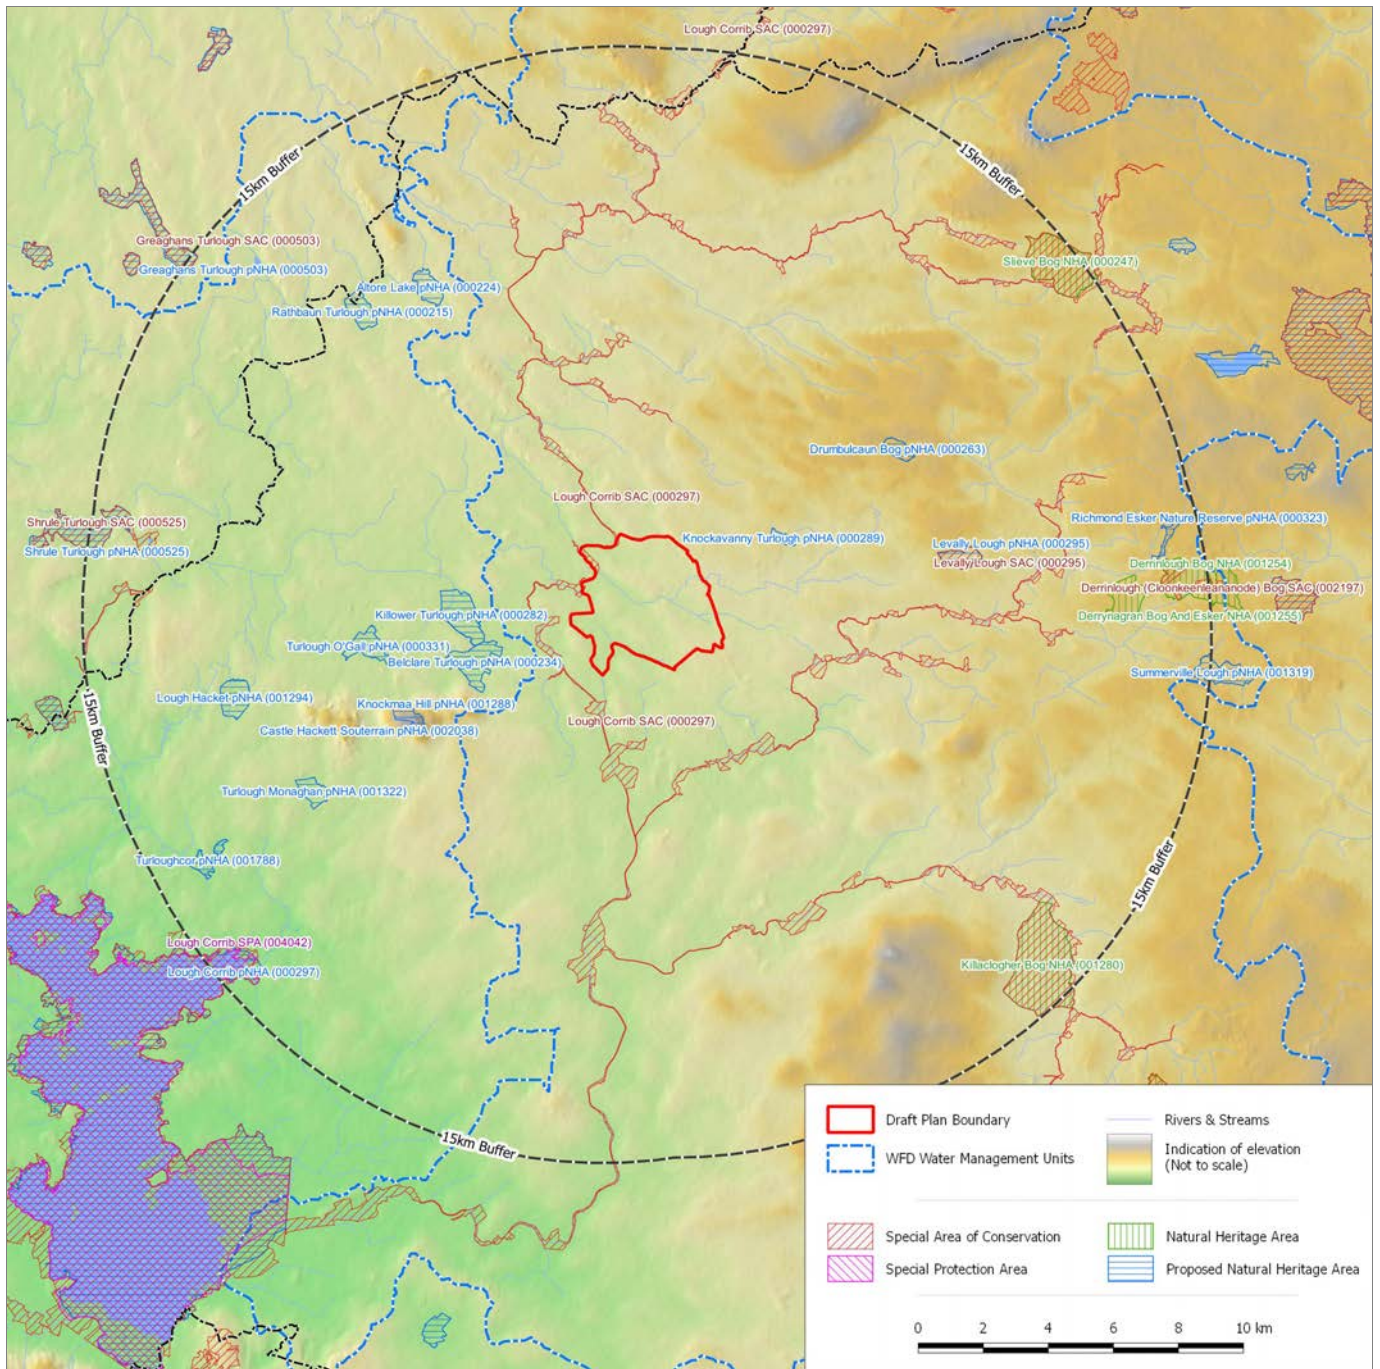 Lough Corrib SAC (000297)
15km Buffer
15km Buffer
Greaghans Turlough SAC (000503)
Greaghans Turlough pNHA (000503)
Slieve Bog NHA (000247)
Altore Lake pNHA (000224)
Rathbaun Turlough pNHA (000215)
Drumbulcaun Bog pNHA (000263)
Lough Corrib SAC (000297)
Shrule Turlough SAC (000525)
Shrule Turlough pNHA (000525)
Richmond Esker Nature Reserve pNHA (000323)
Knockavanny Turlough pNHA (000289)
Levally Lough pNHA (000295)
Levally Lough SAC (000295)
Derrinlough Bog NHA (001254)
Derrinlough (Cloonkeenleananode) Bog SAC (002197)
Derrynagran Bog And Esker NHA (001255)
Killower Turlough pNHA (000282)
Turlough O'Gall pNHA (000331)
Belclare Turlough pNHA (000234)
Summerville Lough pNHA (001319)
Lough Hacket pNHA (001294)
Knockmaa Hill pNHA (001288)
Castle Hackett Souterrain pNHA (002038)
Lough Corrib SAC (000297)
15km Buffer
Turlough Monaghan pNHA (001322)
Turloughcor pNHA (001788)
15km Buffer
Lough Corrib SPA (004042)
Lough Corrib pNHA (000297)
Killaclogher Bog NHA (001280)
15km Buffer
Draft Plan Boundary
WFD Water Management Units
Rivers & Streams
Indication of elevation
(Not to scale)
Special Area of Conservation
Special Protection Area
Natural Heritage Area
Proposed Natural Heritage Area
0 2 4 6 8 10 km